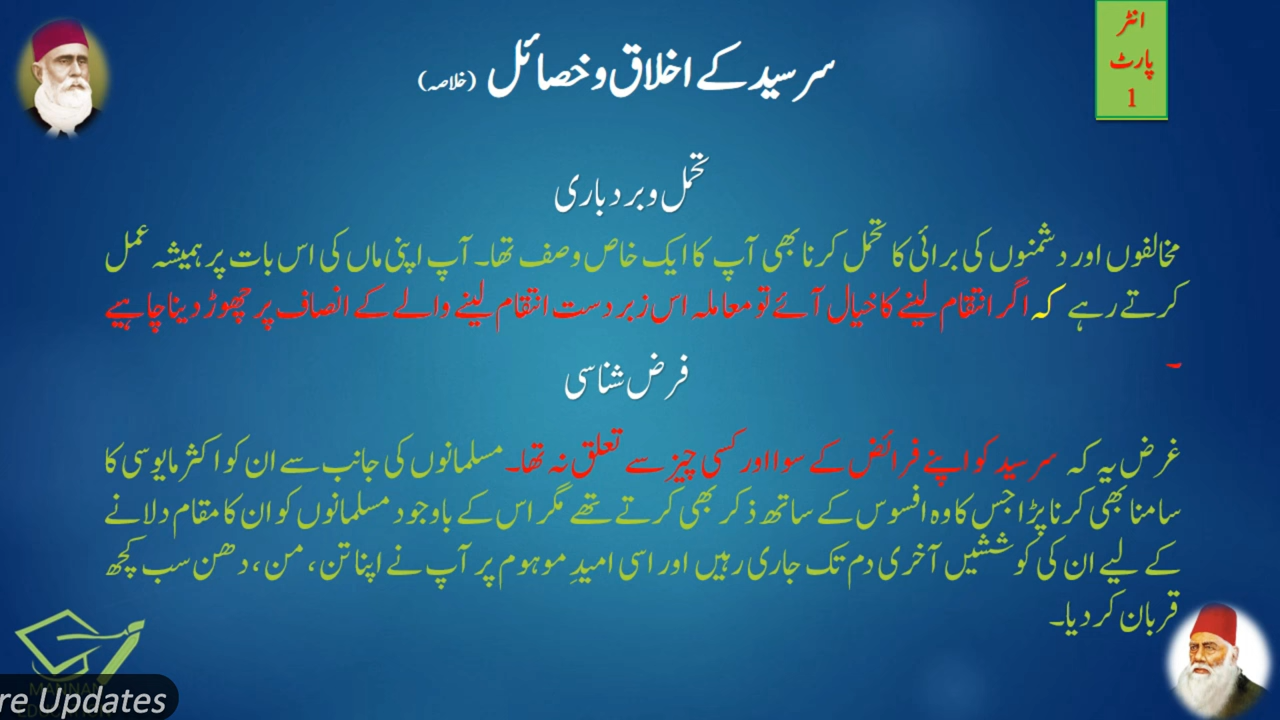 انٹر
پارٹ
1
سرسید کے اخلاق و خصائل (خلاصہ)
تحمل و بردباری
مخالفوں اور دشمنوں کی برائی کا تحمل کرنا بھی آپ کا ایک خاص وصف تھا۔ آپ اپنی ماں کی اس بات پر ہمیشہ عمل
کرتے رہے کہ اگر انتقام لینے کا خیال آئے تو معاملہ اس زبردست انتقام لینے والے کے انصاف پر چھوڑ دینا چاہیے
۔
فرض شناسی
غرض یہ کہ سرسید کو اپنے فرائض کے سوا اور کسی چیز سے تعلق نہ تھا۔ مسلمانوں کی جانب سے ان کو اکثر مایوسی کا
سامنا بھی کرنا پڑا جس کا وہ افسوس کے ساتھ ذکر بھی کرتے تھے مگر اس کے باوجود مسلمانوں کو ان کا مقام دلانے
کے لیے ان کی کوششیں آخری دم تک جاری رہیں اور اسی امیدِ موہوم پر آپ نے اپنا تن، من، دھن سب کچھ
قربان کر دیا۔
re Updates